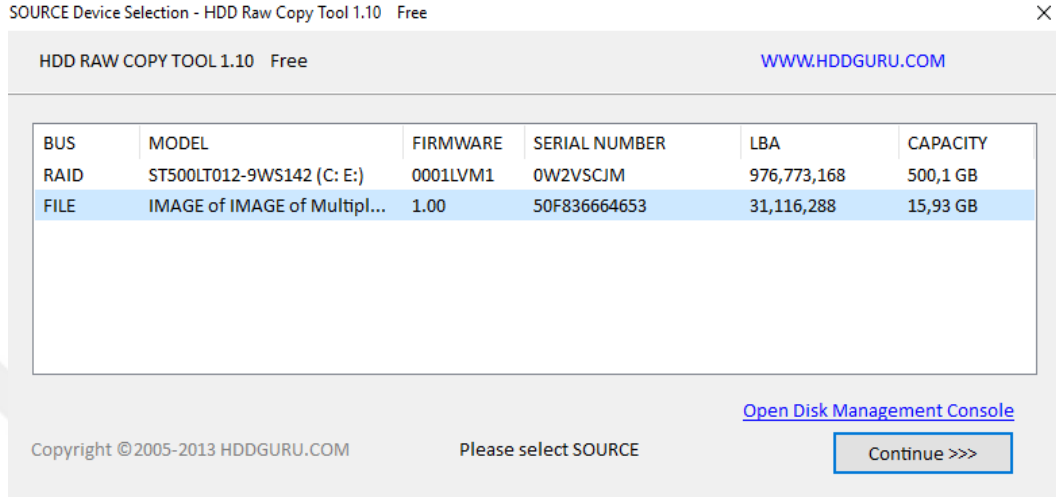 SOURCE Device Selection - HDD Raw Copy Tool 1.10 Free
HDD RAW COPY TOOL 1.10 Free WWW.HDDGURU.COM
BUS MODEL FIRMWARE SERIAL NUMBER LBA CAPACITY
RAID ST500LT012-9WS142 (C: E:) 0001LVM1 0W2VSCJM 976,773,168 500,1 GB
FILE IMAGE of IMAGE of Multipl... 1.00 50F836664653 31,116,288 15,93 GB
Open Disk Management Console
Copyright ©2005-2013 HDDGURU.COM Please select SOURCE Continue >>>